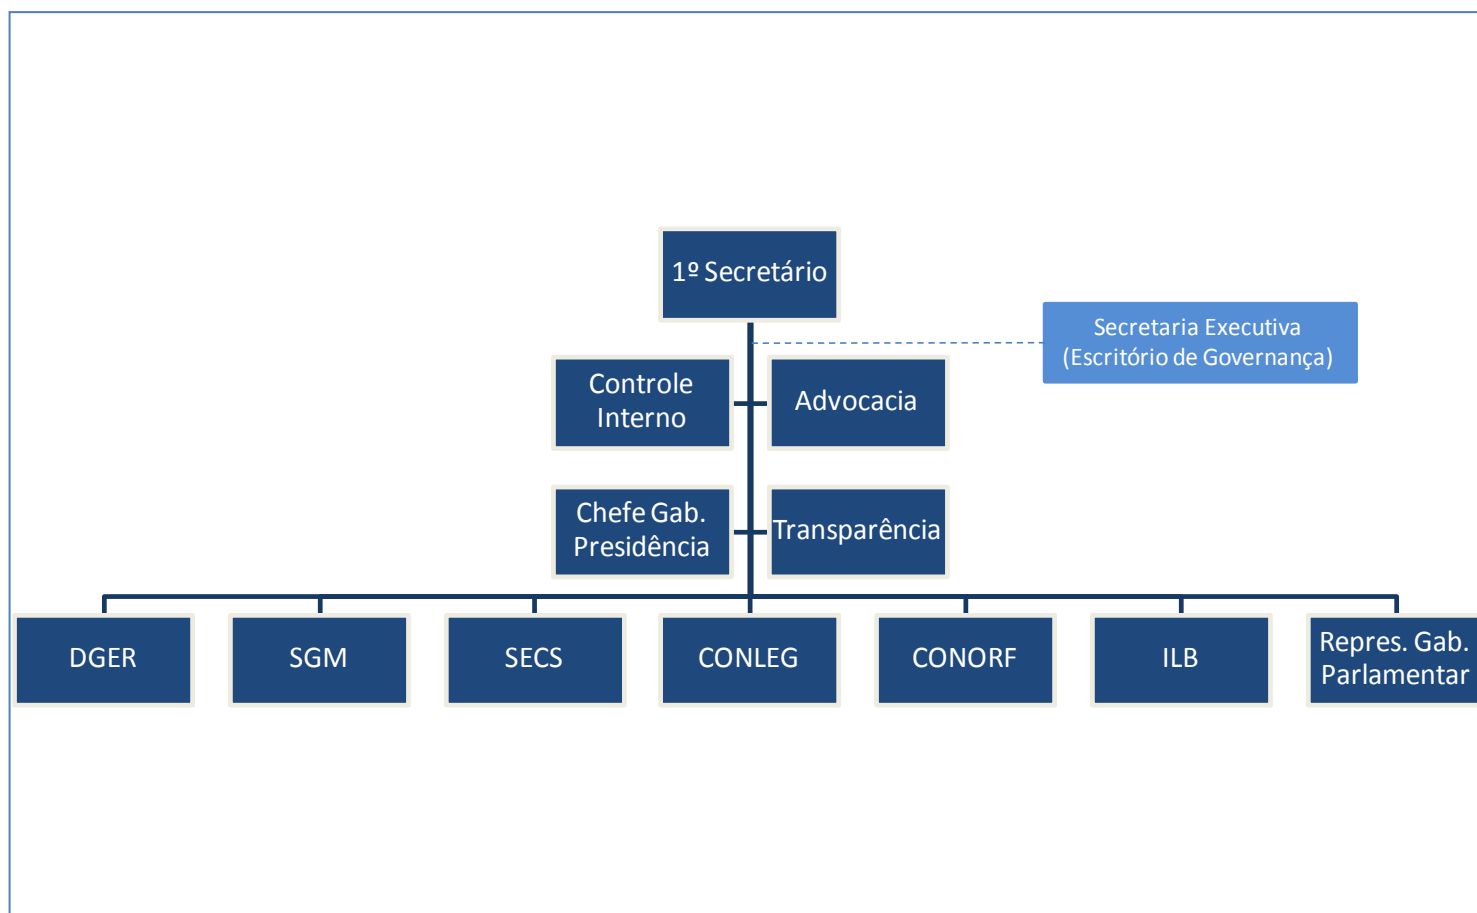 1º Secretário
Secretaria Executiva
(Escritório de Governança)
Controle
Interno
Advocacia
Chefe Gab.
Presidência
Transparência
DGER
SGM
SECS
CONLEG
CONORF
ILB
Repres. Gab.
Parlamentar